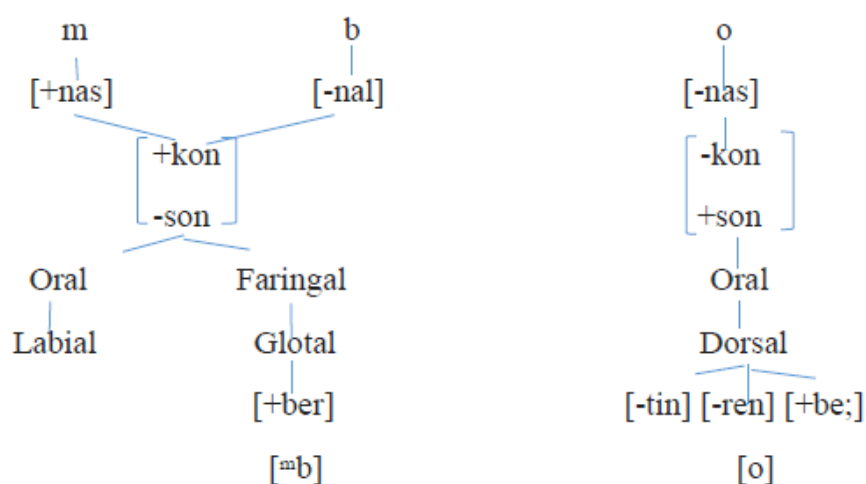 m b o
[+nas] [-nal] [-nas]
+kon -kon
-son +son
Oral Faringal Oral
Labial Glotal Dorsal
[+ber] [-tin] [-ren] [+be;]
[ᵐb] [o]